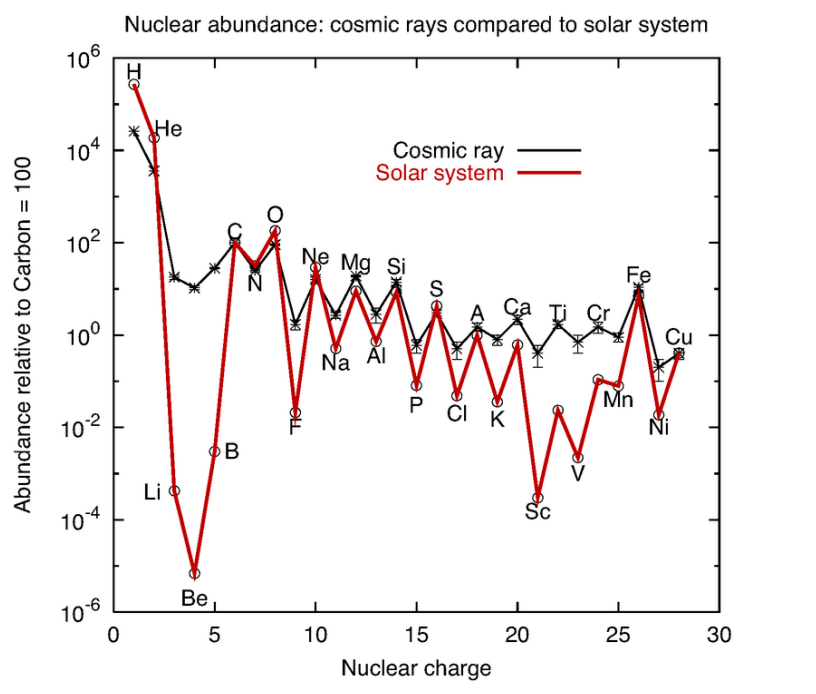 Nuclear abundance: cosmic rays compared to solar system
Abundance relative to Carbon = 100
10^6
10^4
10^2
10^0
10^-2
10^-4
10^-6
H
He
Cosmic ray
Solar system
C
O
N
Ne
Mg
Si
Fe
S
A
Ca
Ti
Cr
Cu
Na
Al
P
Cl
K
Mn
F
Ni
B
V
Li
Sc
Be
0
5
10
15
20
25
30
Nuclear charge